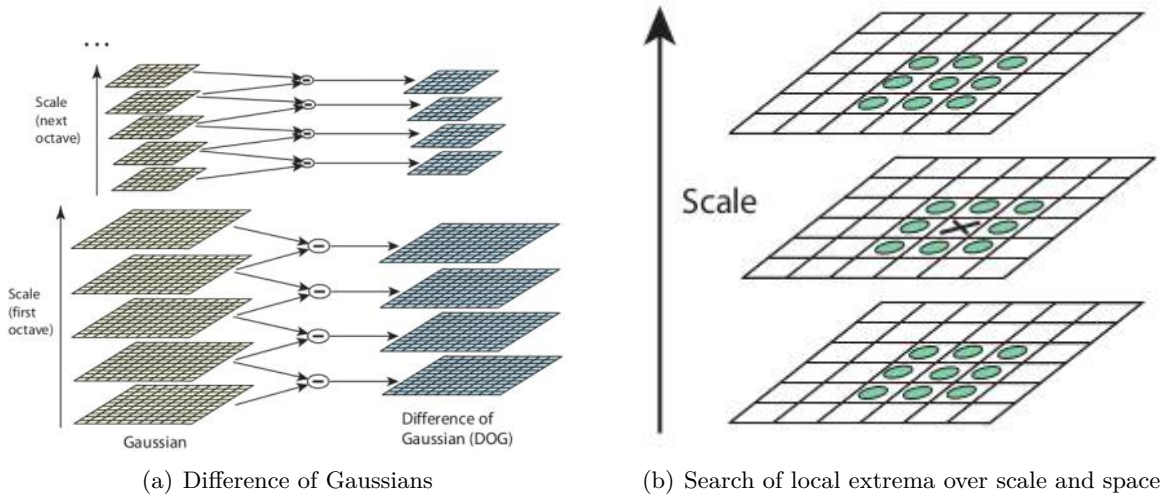 ...
Scale
(next
octave)
Scale
(first
octave)
Gaussian
Difference of
Gaussian (DOG)
(a) Difference of Gaussians
Scale
(b) Search of local extrema over scale and space